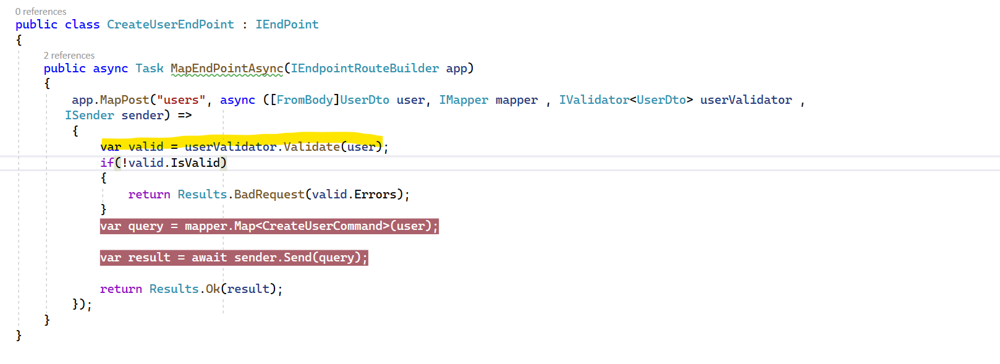 0 references
public class CreateUserEndPoint : IEndPoint
{
2 references
public async Task MapEndPointAsync(IEndpointRouteBuilder app)
{
app.MapPost("users", async ([FromBody]UserDto user, IMapper mapper , IValidator<UserDto> userValidator ,
ISender sender) =>
{
var valid = userValidator.Validate(user);
if(!valid.IsValid)
{
return Results.BadRequest(valid.Errors);
}
var query = mapper.Map<CreateUserCommand>(user);
var result = await sender.Send(query);
return Results.Ok(result);
});
}
}